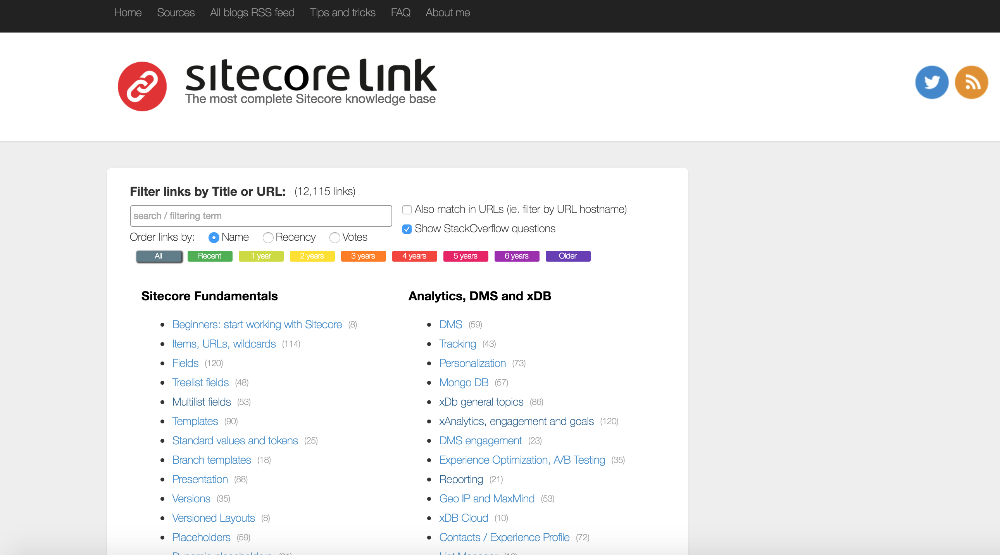 Home Sources All blogs RSS feed Tips and tricks FAQ About me
sitecore link
The most complete Sitecore knowledge base
Filter links by Title or URL: (12,115 links)
search / filtering term
Also match in URLs (ie. filter by URL hostname)
Show StackOverflow questions
Order links by: Name Recency Votes
All Recent 1 year 2 years 3 years 4 years 5 years 6 years Older
Sitecore Fundamentals
Beginners: start working with Sitecore (8)
Items, URLs, wildcards (114)
Fields (120)
Treelist fields (48)
Multilist fields (53)
Templates (90)
Standard values and tokens (25)
Branch templates (18)
Presentation (88)
Versions (35)
Versioned Layouts (8)
Placeholders (59)
Dynamic placeholders
Analytics, DMS and xDB
DMS (59)
Tracking (43)
Personalization (73)
Mongo DB (57)
xDb general topics (86)
xAnalytics, engagement and goals (120)
DMS engagement (23)
Experience Optimization, A/B Testing (35)
Reporting (21)
Geo IP and MaxMind (53)
xDB Cloud (10)
Contacts / Experience Profile (72)
List Manager